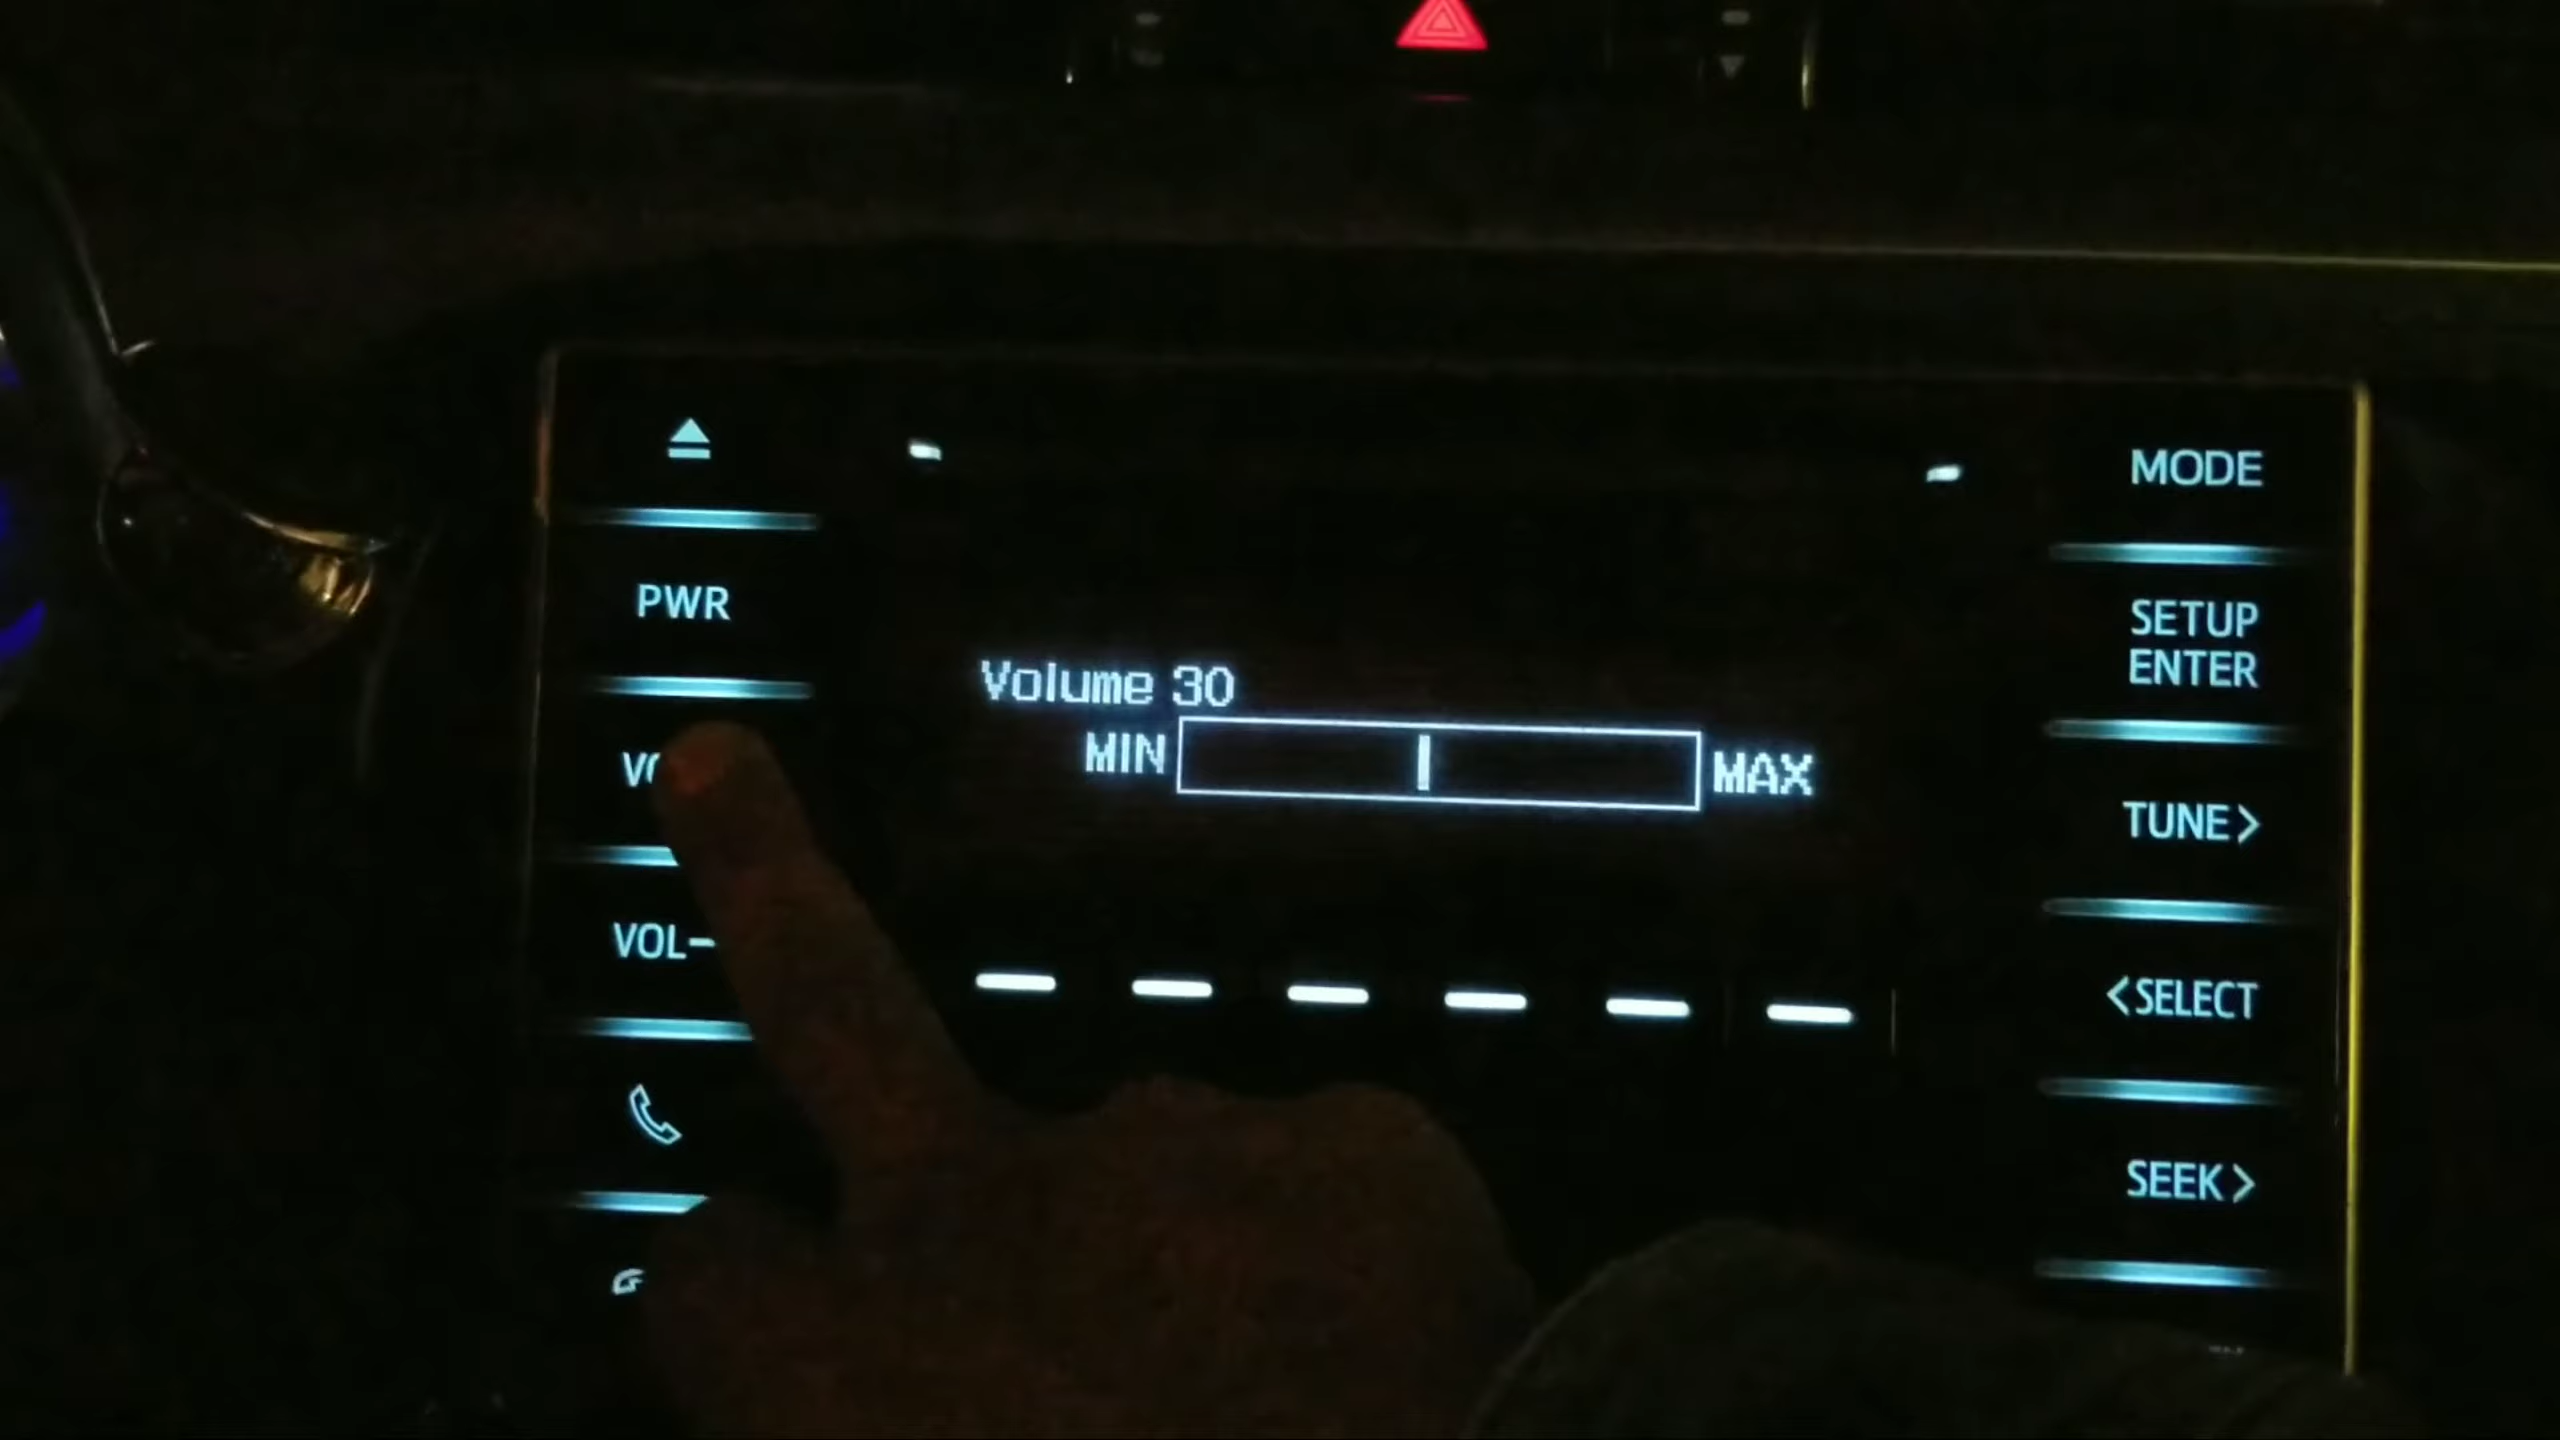 MODE
PWR
SETUP
ENTER
Volume 30
MIN
MAX
TUNE>
VOL-
<SELECT
SEEK>